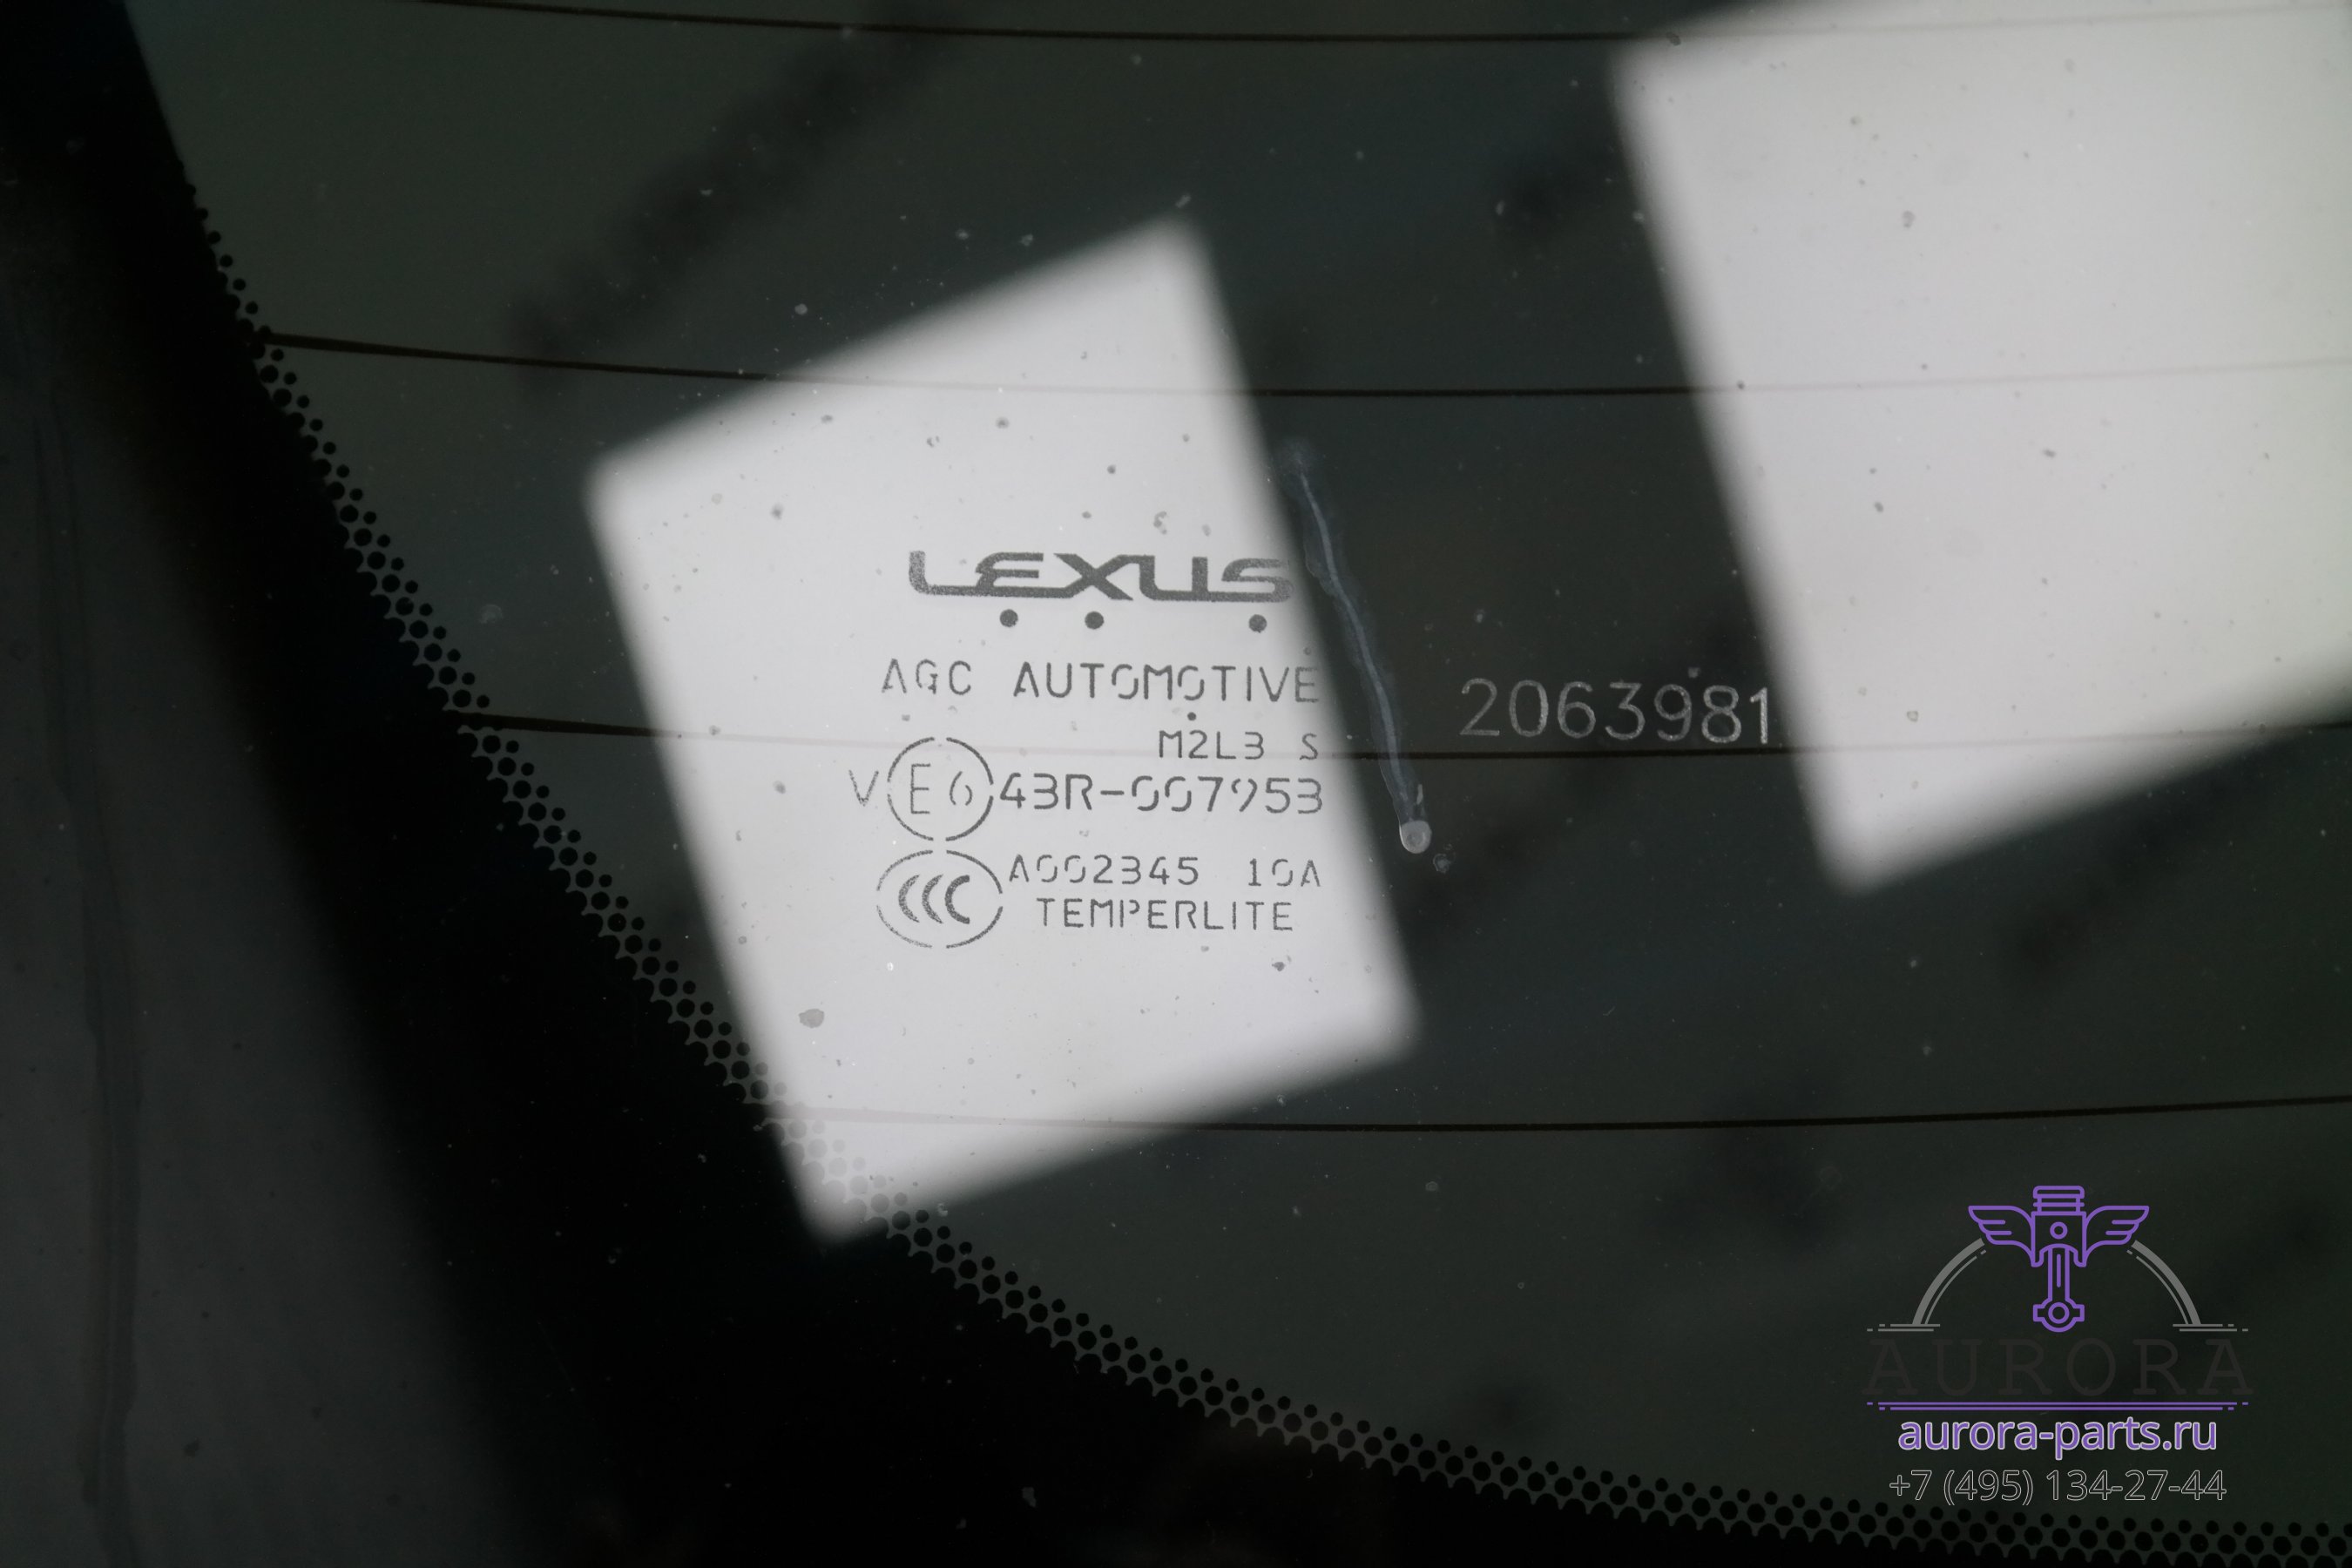 LEXUS
AGC AUTOMOTIVE
M2L3 S
V E6 43R-007953
CCC A002345 10A
TEMPERLITE
2063981
AURORA
aurora-parts.ru
+7 (495) 134-27-44